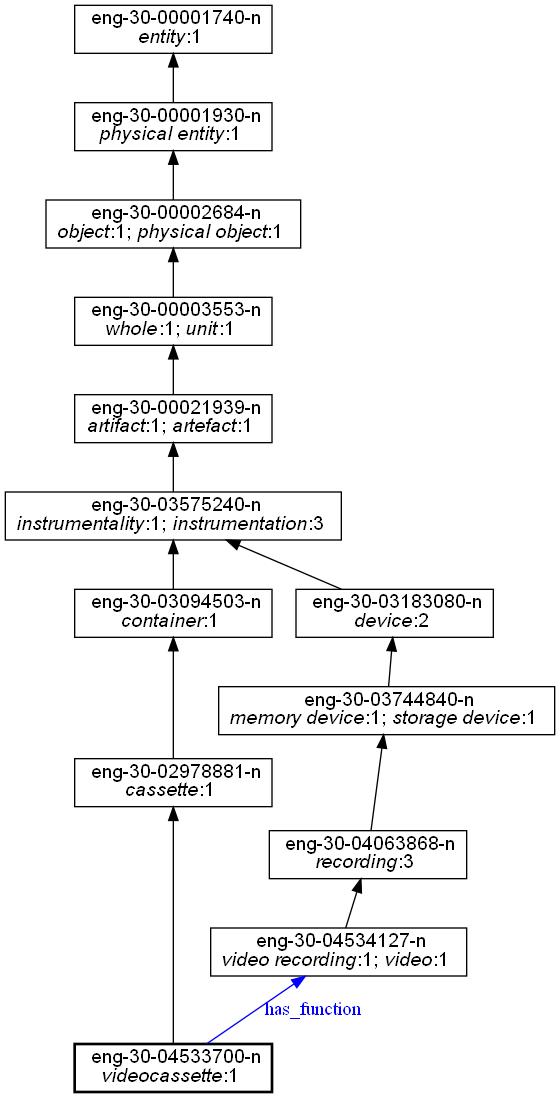 eng-30-00001740-n
entity:1
eng-30-00001930-n
physical entity:1
eng-30-00002684-n
object:1; physical object:1
eng-30-00003553-n
whole:1; unit:1
eng-30-00021939-n
artifact:1; artefact:1
eng-30-03575240-n
instrumentality:1; instrumentation:3
eng-30-03094503-n
container:1
eng-30-03183080-n
device:2
eng-30-03744840-n
memory device:1; storage device:1
eng-30-02978881-n
cassette:1
eng-30-04063868-n
recording:3
eng-30-04534127-n
video recording:1; video:1
has_function
eng-30-04533700-n
videocassette:1